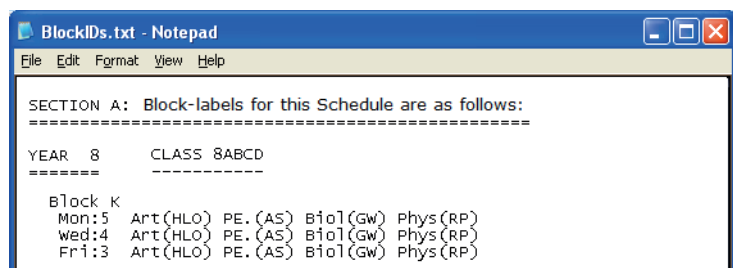 BlockIDs.txt - Notepad
File Edit Format View Help
SECTION A: Block-labels for this Schedule are as follows:
=================================================
YEAR 8 CLASS 8ABCD
======= -----------
Block K
Mon:5 Art(HLO) PE.(AS) Biol(GW) Phys(RP)
Wed:4 Art(HLO) PE.(AS) Biol(GW) Phys(RP)
Fri:3 Art(HLO) PE.(AS) Biol(GW) Phys(RP)